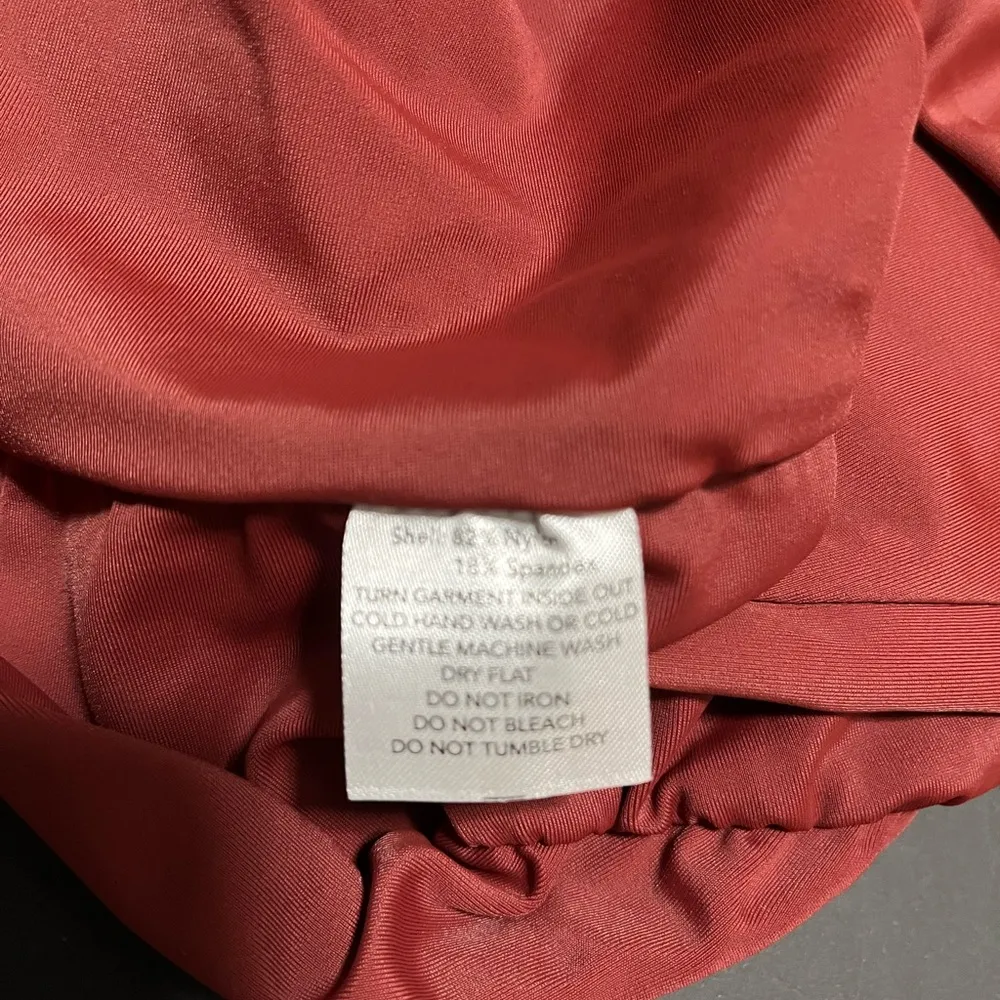 Shell: 82% Nylon
18% Spandex
TURN GARMENT INSIDE OUT
COLD HAND WASH OR COLD
GENTLE MACHINE WASH
DRY FLAT
DO NOT IRON
DO NOT BLEACH
DO NOT TUMBLE DRY